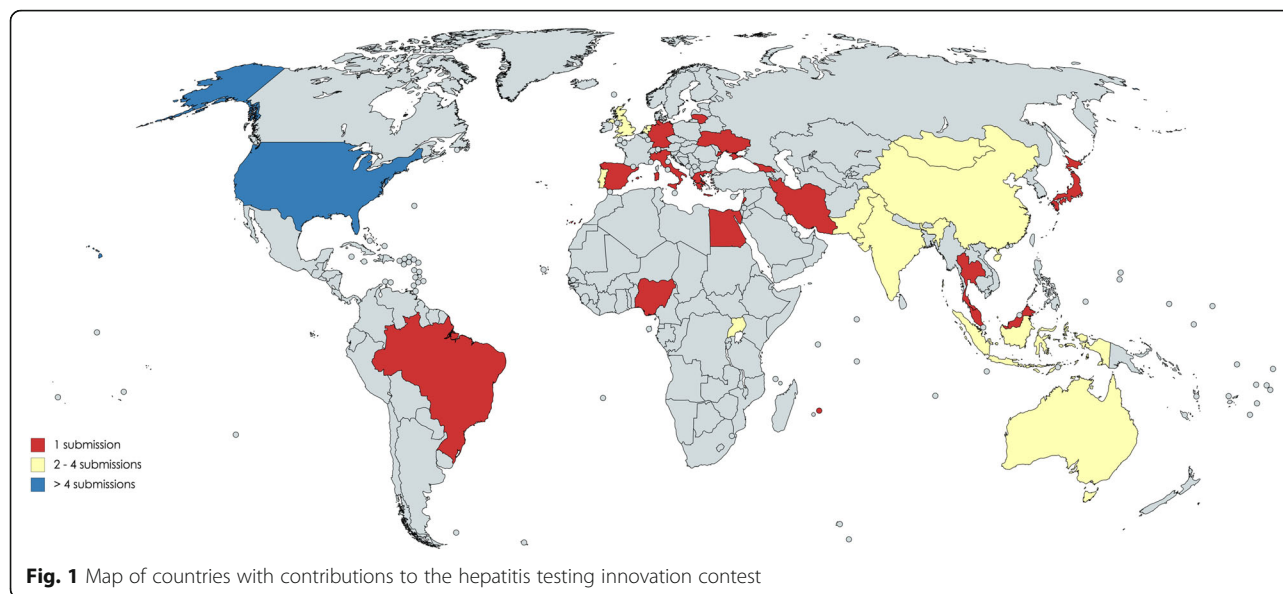 1 submission
2 - 4 submissions
> 4 submissions
Fig. 1 Map of countries with contributions to the hepatitis testing innovation contest